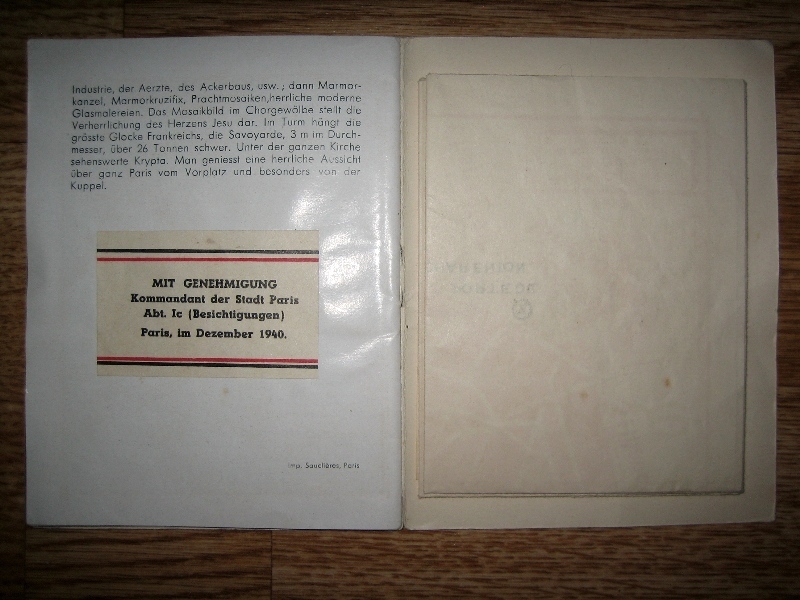 Industrie, der Aerzte, des Ackerbaus, usw.; dann Marmor-
kanzel, Marmorkruzifix, Prachtmosaiken,herrliche moderne
Glasmalereien. Das Mosaikbild im Chorgewölbe stellt die
Verherrlichung des Herzens Jesu dar. Im Turm hängt die
grösste Glocke Frankreichs, die Savoyarde, 3 m im Durch-
messer, über 26 Tonnen schwer. Unter der ganzen Kirche
sehenswerte Krypta. Man geniesst eine herrliche Aussicht
über ganz Paris vom Vorplatz und besonders von der
Kuppel.
MIT GENEHMIGUNG
Kommandant der Stadt Paris
Abt. Ic (Besichtigungen)
Paris, im Dezember 1940.
Imp. Sauclières, Paris